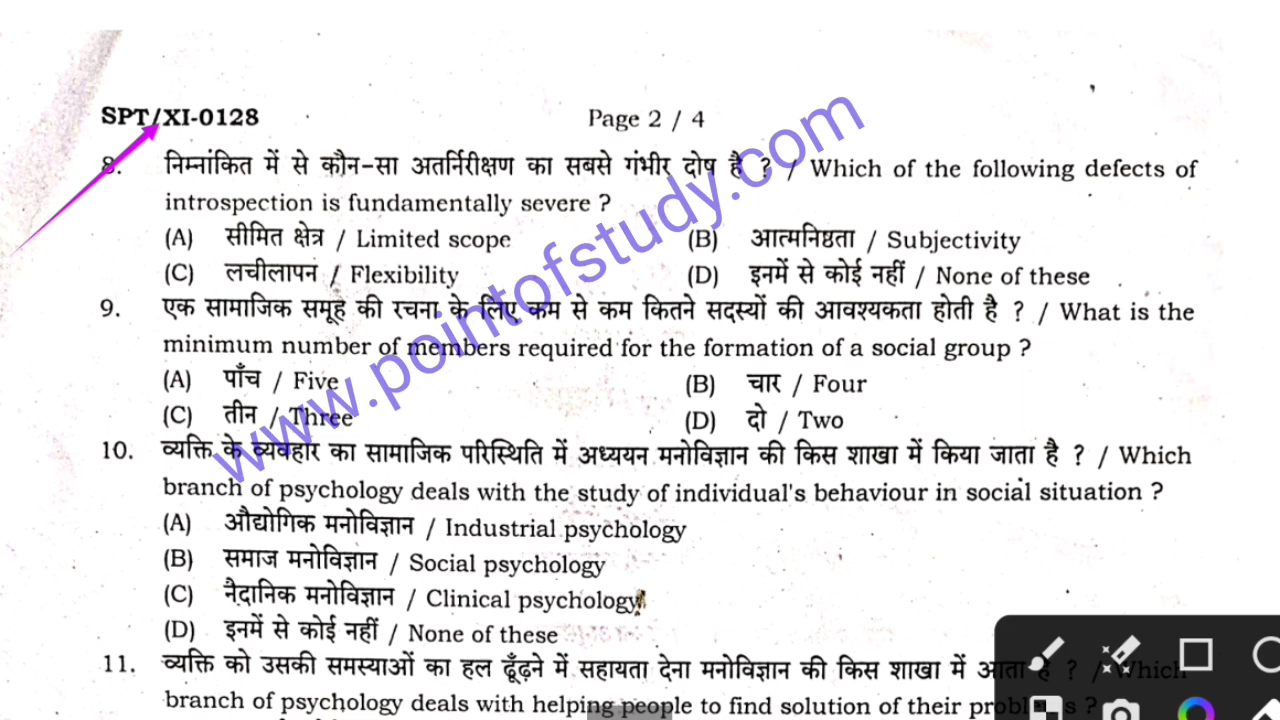 SPT/XI-0128 Page 2 / 4
8. निम्नांकित में से कौन-सा अतर्निरीक्षण का सबसे गंभीर दोष है ? / Which of the following defects of
introspection is fundamentally severe ?
(A) सीमित क्षेत्र / Limited scope (B) आत्मनिष्ठता / Subjectivity
(C) लचीलापन / Flexibility (D) इनमें से कोई नहीं / None of these
9. एक सामाजिक समूह की रचना के लिए कम से कम कितने सदस्यों की आवश्यकता होती है ? / What is the
minimum number of members required for the formation of a social group ?
(A) पाँच / Five (B) चार / Four
(C) तीन / Three (D) दो / Two
www.pointofstudy.com
10. व्यक्ति के व्यवहार का सामाजिक परिस्थिति में अध्ययन मनोविज्ञान की किस शाखा में किया जाता है ? / Which
branch of psychology deals with the study of individual's behaviour in social situation ?
(A) औद्योगिक मनोविज्ञान / Industrial psychology
(B) समाज मनोविज्ञान / Social psychology
(C) नैदानिक मनोविज्ञान / Clinical psychology
(D) इनमें से कोई नहीं / None of these
11. व्यक्ति को उसकी समस्याओं का हल ढूँढ़ने में सहायता देना मनोविज्ञान की किस शाखा में आता है ? / Which
branch of psychology deals with helping people to find solution of their problems ?